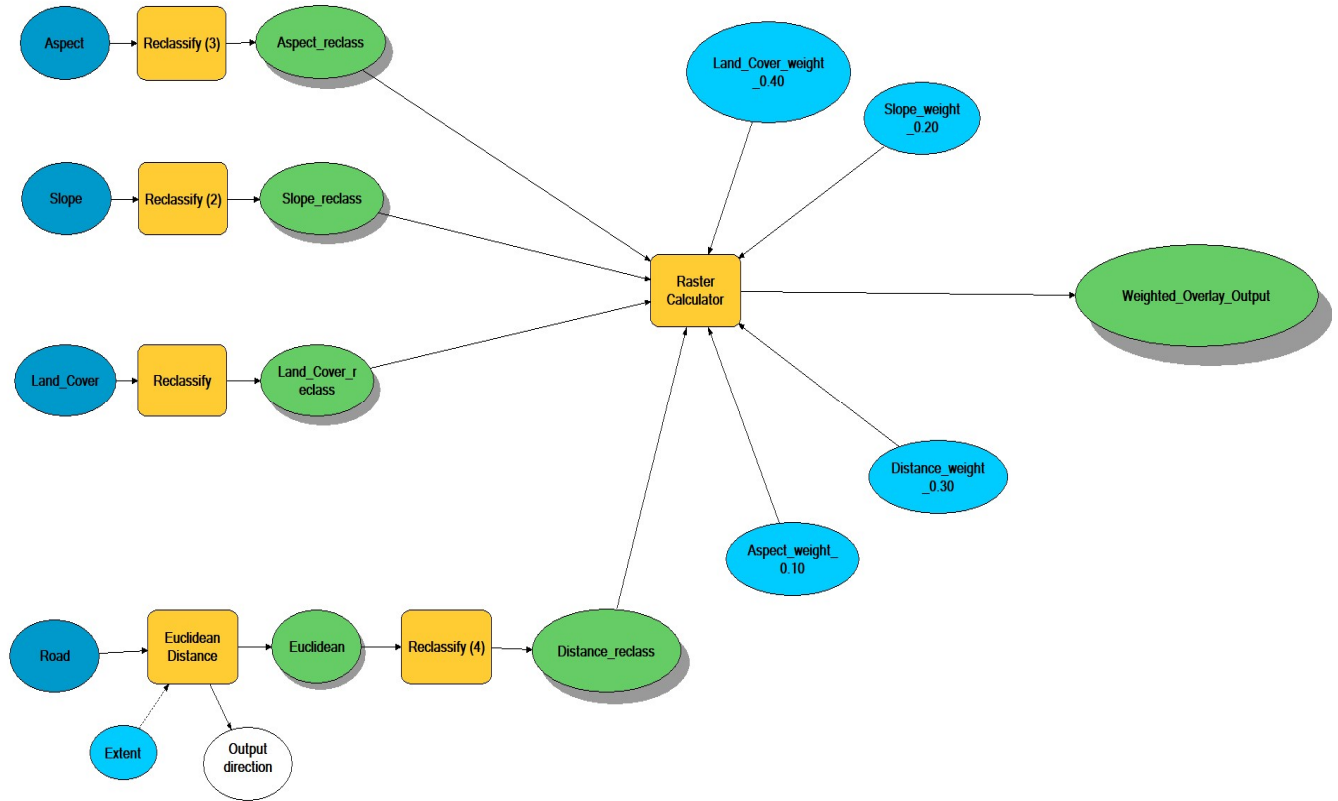 Aspect
Reclassify (3)
Aspect_reclass
Land_Cover_weight
_0.40
Slope_weight
_0.20
Slope
Reclassify (2)
Slope_reclass
Raster
Calculator
Weighted_Overlay_Output
Land_Cover
Reclassify
Land_Cover_r
eclass
Distance_weight
_0.30
Aspect_weight_
0.10
Road
Euclidean
Distance
Euclidean
Reclassify (4)
Distance_reclass
Extent
Output
direction